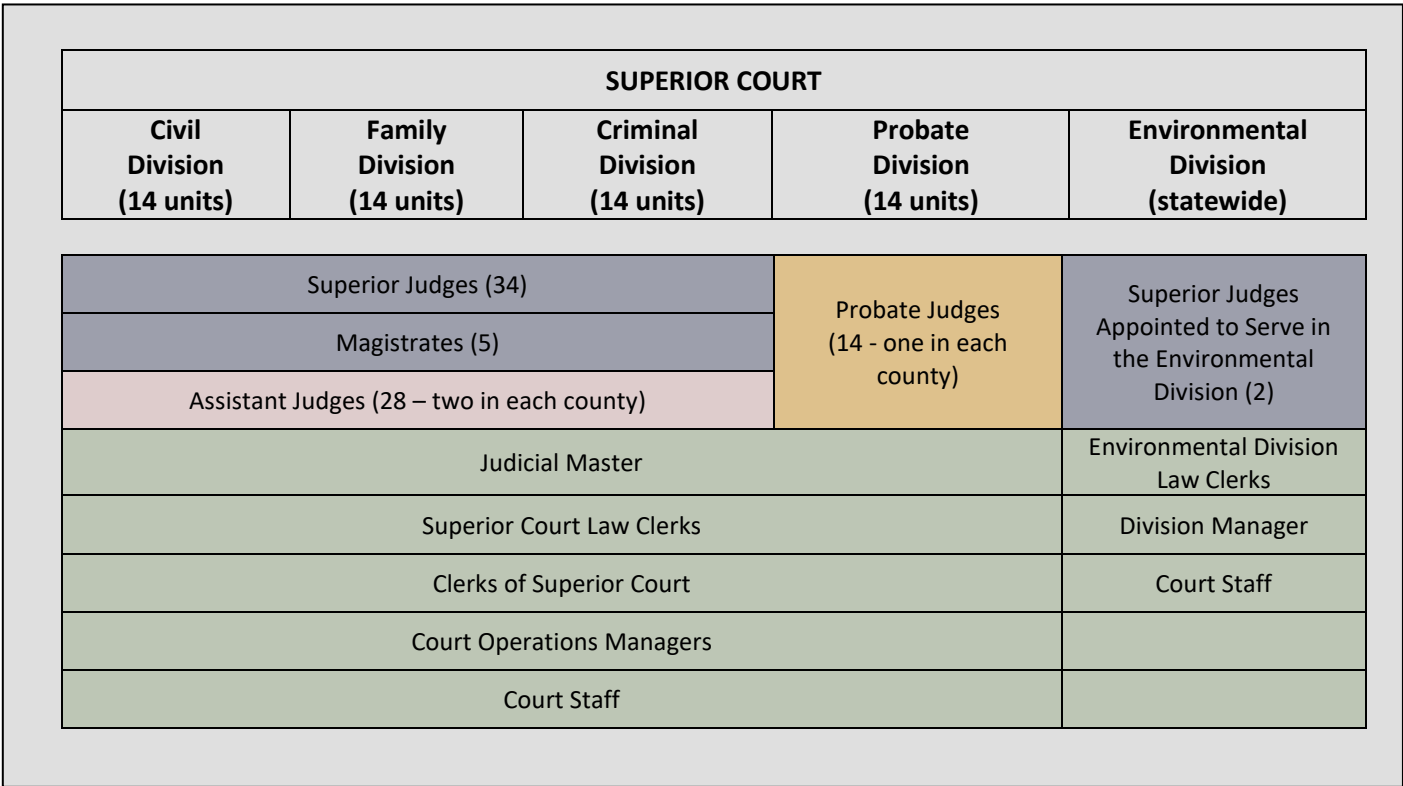 SUPERIOR COURT
Civil
Division
(14 units)
Family
Division
(14 units)
Criminal
Division
(14 units)
Probate
Division
(14 units)
Environmental
Division
(statewide)
Superior Judges (34)
Magistrates (5)
Assistant Judges (28 – two in each county)
Probate Judges
(14 - one in each
county)
Superior Judges
Appointed to Serve in
the Environmental
Division (2)
Judicial Master
Environmental Division
Law Clerks
Superior Court Law Clerks
Division Manager
Clerks of Superior Court
Court Staff
Court Operations Managers
Court Staff